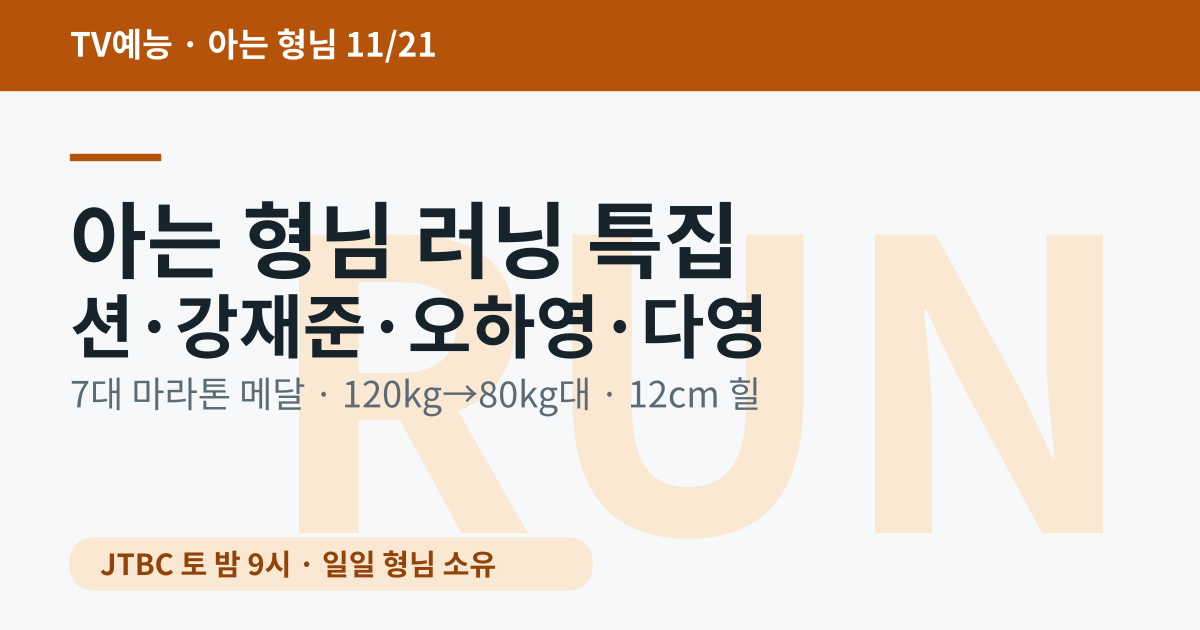 TV예능 · 아는 형님 11/21
아는 형님 러닝 특집
션·강재준·오하영·다영
7대 마라톤 메달 · 120kg→80kg대 · 12cm 힐
RUN
JTBC 토 밤 9시 · 일일 형님 소유